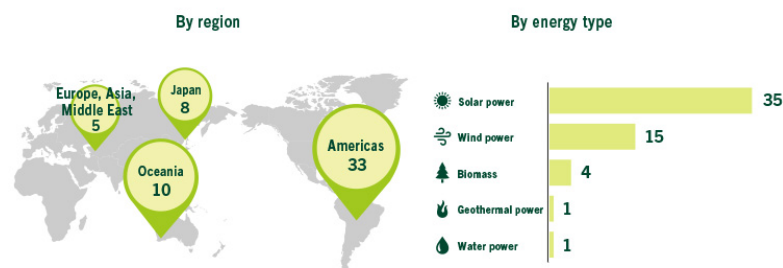 By region
Europe, Asia,
Middle East
5
Japan
8
Oceania
10
Americas
33
By energy type
Solar power 35
Wind power 15
Biomass 4
Geothermal power 1
Water power 1